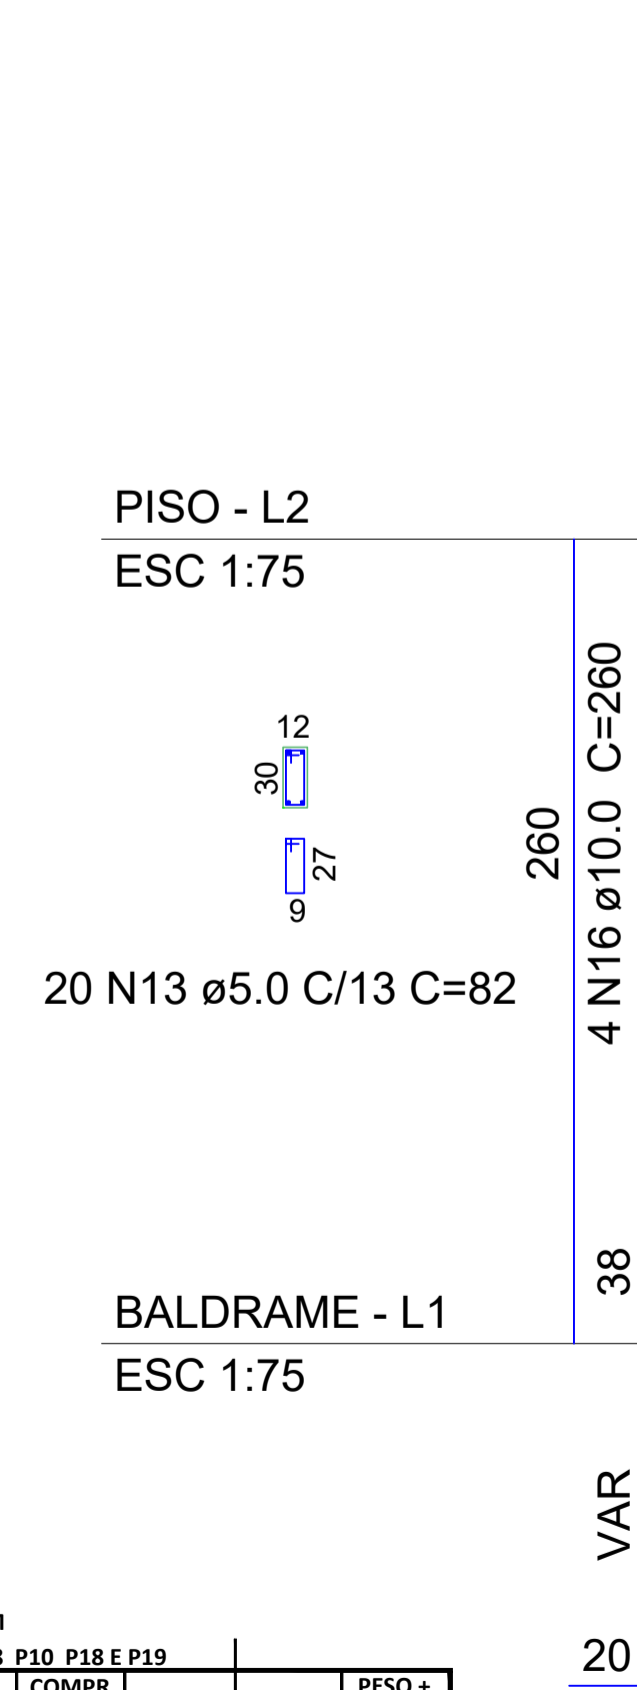 PISO - L2
ESC 1:75
12
30
27
9
20 N13 ø5.0 C/13 C=82
260
4 N16 ø10.0 C=260
38
BALDRAME - L1
ESC 1:75
VAR
20
P10 P18 E P19
COMPR
PESO +